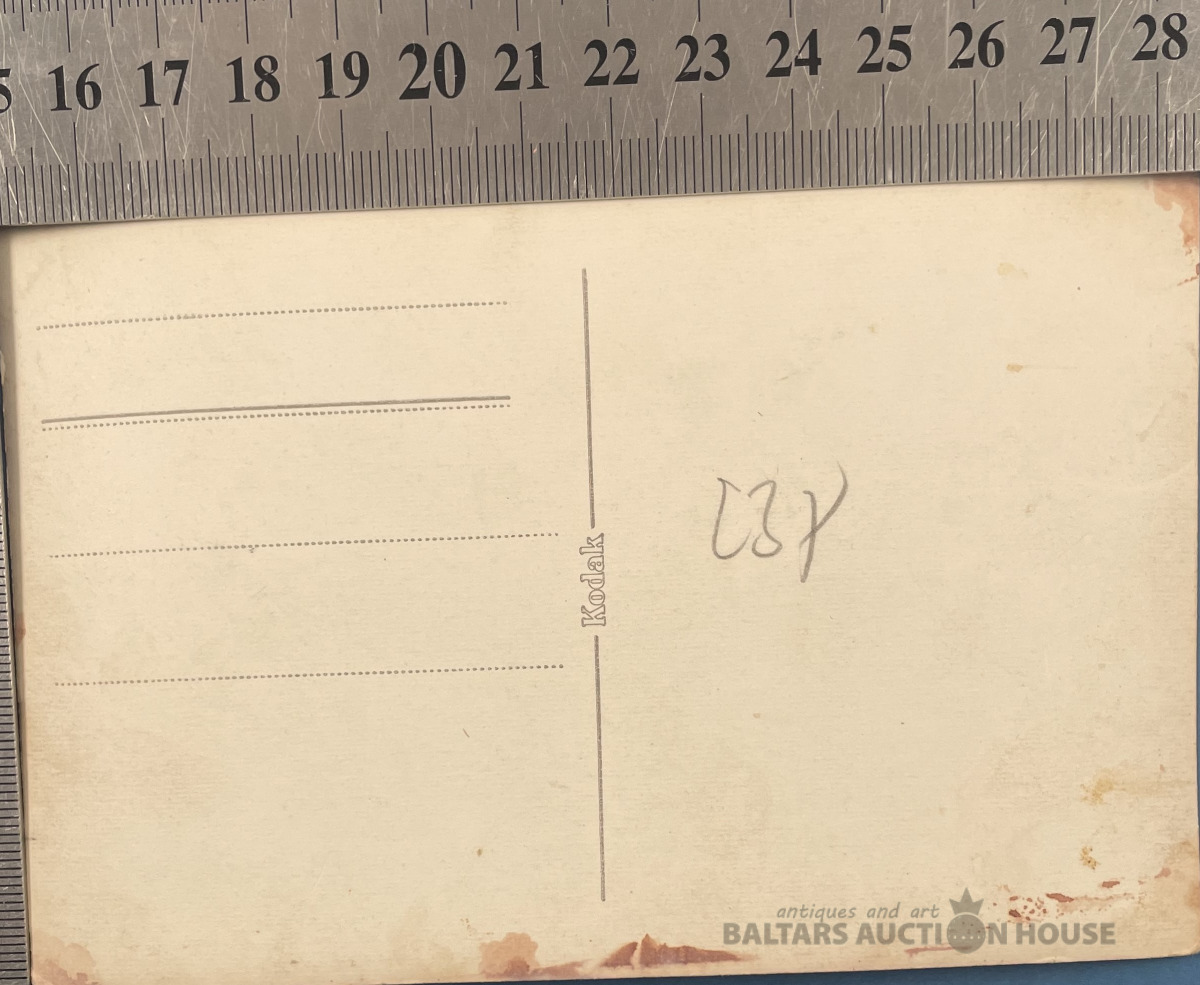 16 17 18 19 20 21 22 23 24 25 26 27 28
Kodak
antiques and art
BALTARS AUCTION HOUSE